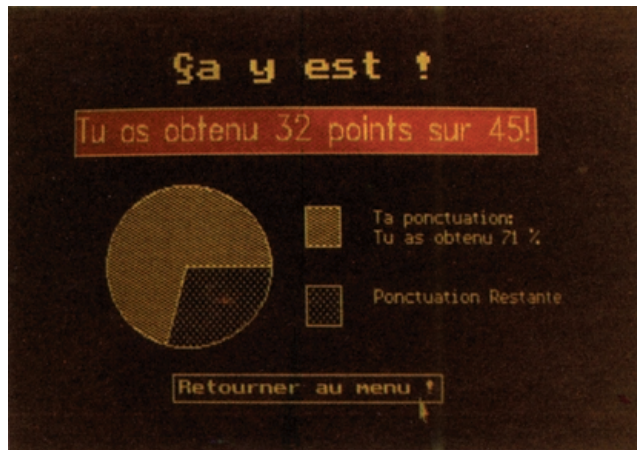 Ça y est !
Tu as obtenu 32 points sur 45!
Ta ponctuation:
Tu as obtenu 71 %
Ponctuation Restante
Retourner au menu !